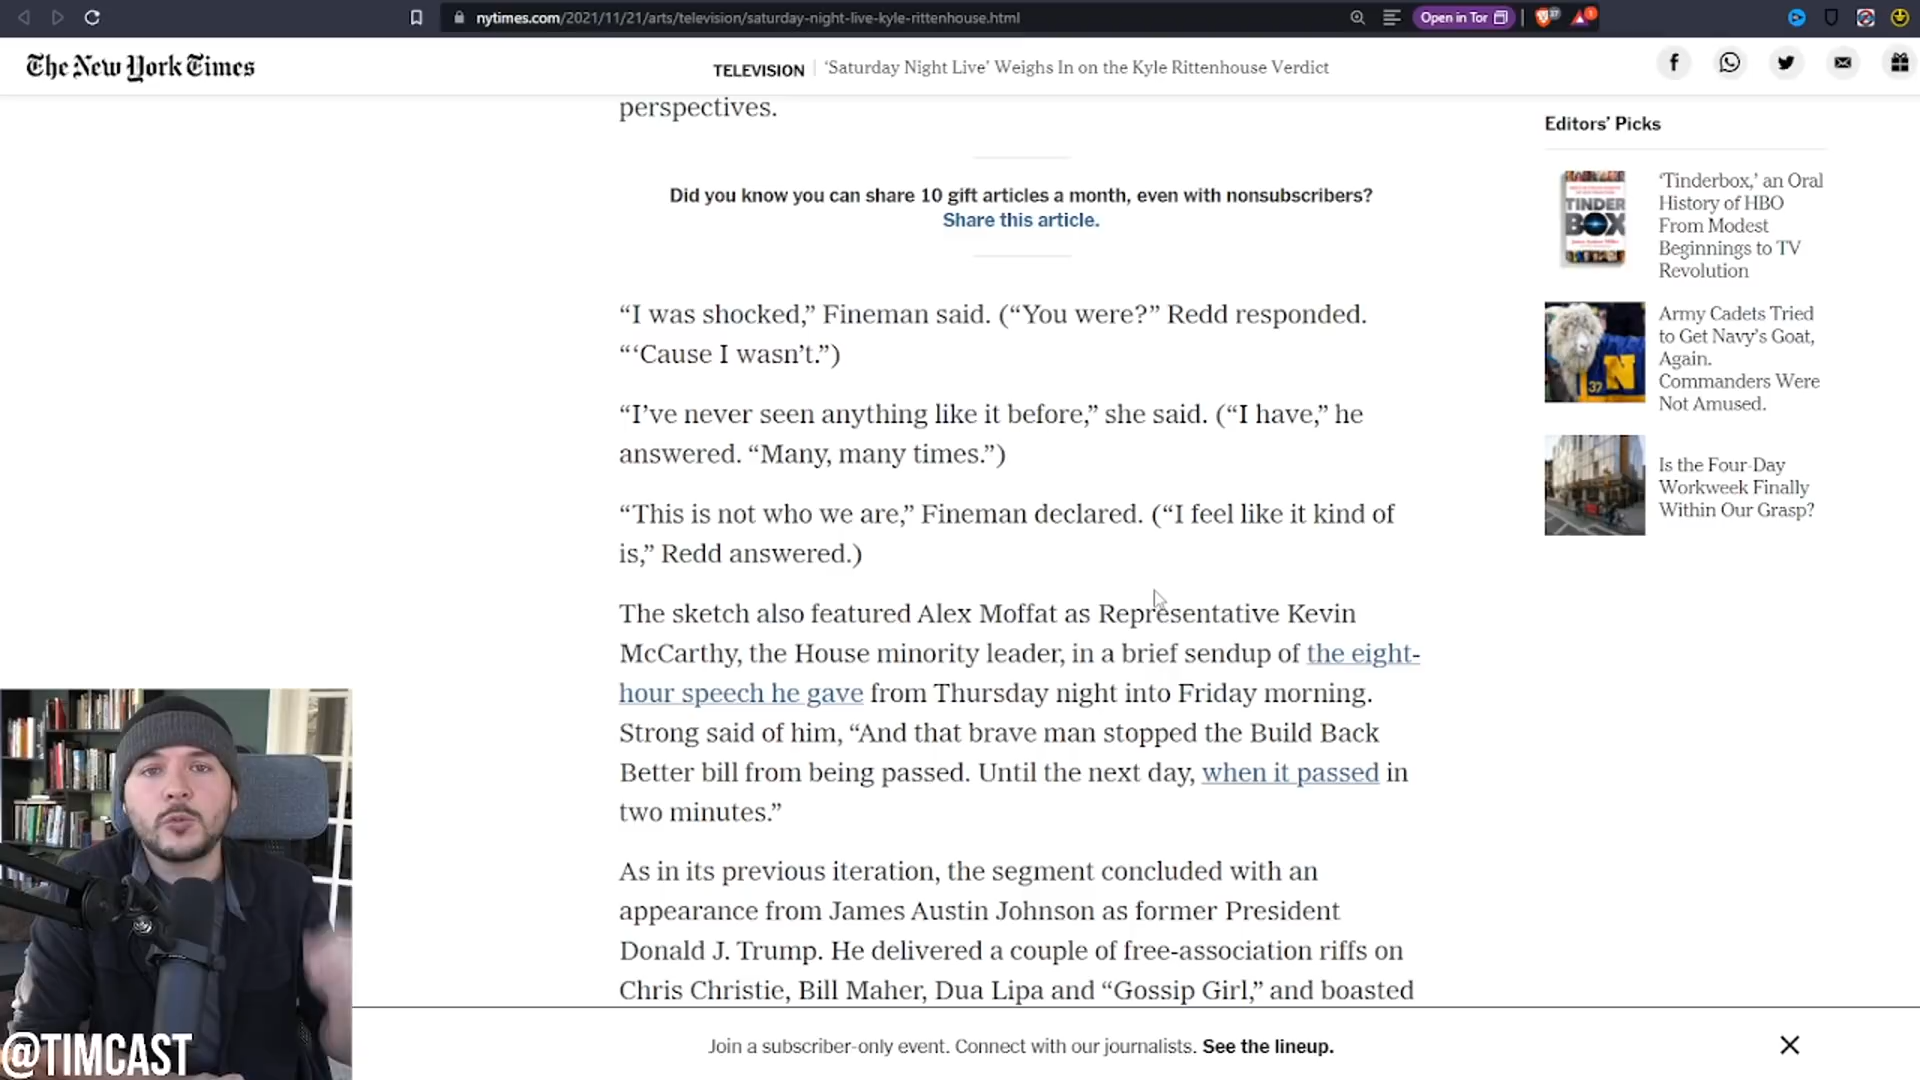 nytimes.com/2021/11/21/arts/television/saturday-night-live-kyle-rittenhouse.html
Open in Tor
The New York Times
TELEVISION
‘Saturday Night Live’ Weighs In on the Kyle Rittenhouse Verdict
perspectives.
Did you know you can share 10 gift articles a month, even with nonsubscribers?
Share this article.
“I was shocked,” Fineman said. (“You were?” Redd responded.
“‘Cause I wasn’t.”)
“I’ve never seen anything like it before,” she said. (“I have,” he
answered. “Many, many times.”)
“This is not who we are,” Fineman declared. (“I feel like it kind of
is,” Redd answered.)
The sketch also featured Alex Moffat as Representative Kevin
McCarthy, the House minority leader, in a brief sendup of the eight-
hour speech he gave from Thursday night into Friday morning.
Strong said of him, “And that brave man stopped the Build Back
Better bill from being passed. Until the next day, when it passed in
two minutes.”
As in its previous iteration, the segment concluded with an
appearance from James Austin Johnson as former President
Donald J. Trump. He delivered a couple of free-association riffs on
Chris Christie, Bill Maher, Dua Lipa and “Gossip Girl,” and boasted
Editors’ Picks
TINDER
BOX
‘Tinderbox,’ an Oral
History of HBO
From Modest
Beginnings to TV
Revolution
N
37
Army Cadets Tried
to Get Navy’s Goat,
Again.
Commanders Were
Not Amused.
Is the Four-Day
Workweek Finally
Within Our Grasp?
Join a subscriber-only event. Connect with our journalists. See the lineup.
@TIMCAST